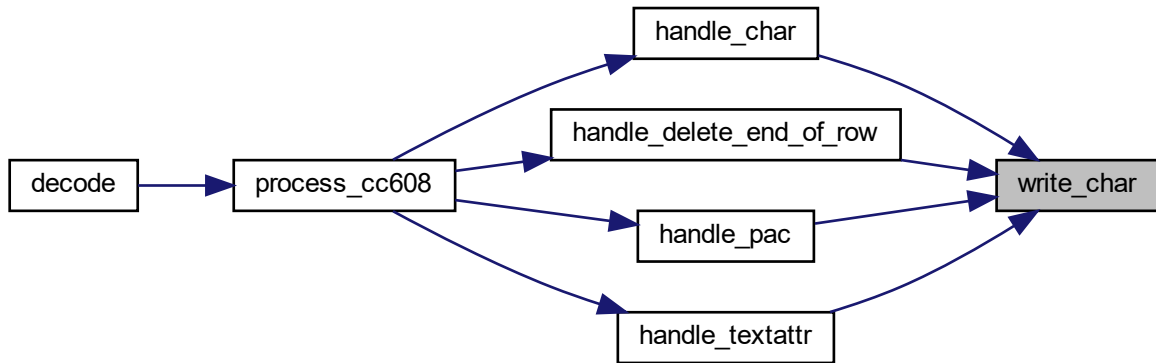 handle_char
handle_delete_end_of_row
decode
process_cc608
write_char
handle_pac
handle_textattr